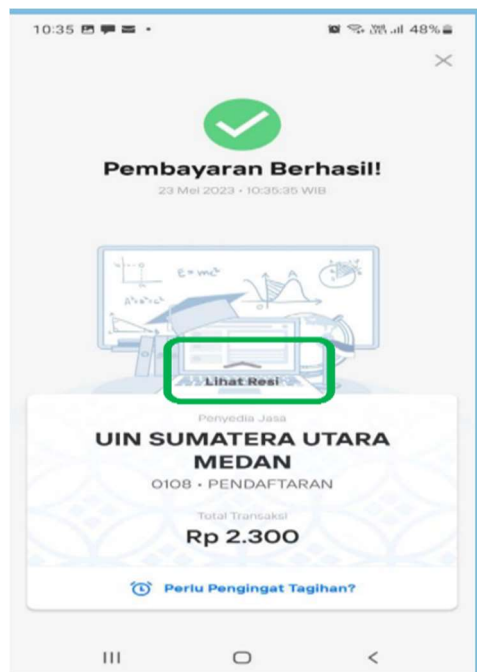 10:35
48%
Pembayaran Berhasil!
23 Mei 2023 • 10:35:35 WIB
E=mc²
A
Lihat Resi
Penyedia Jasa
UIN SUMATERA UTARA
MEDAN
0108 • PENDAFTARAN
Total Transaksi
Rp 2.300
Perlu Pengingat Tagihan?